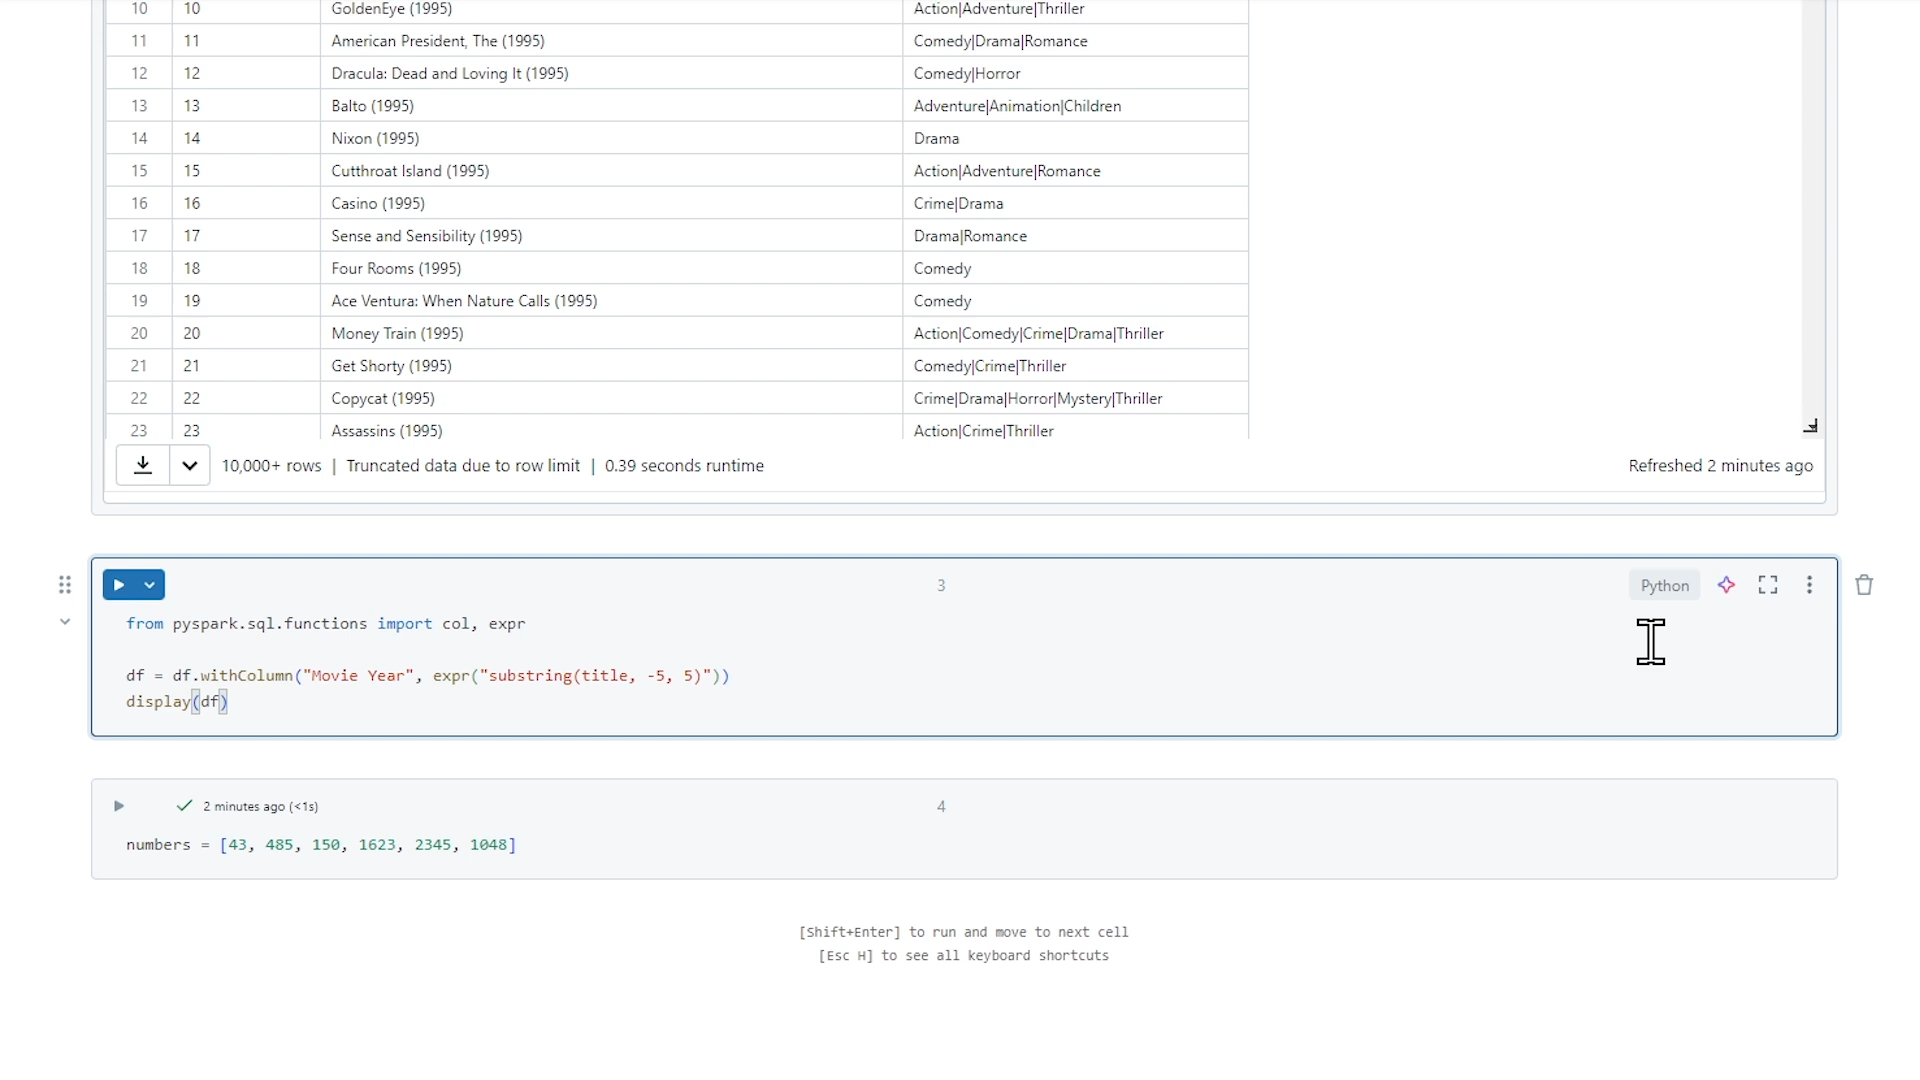 10 10 GoldenEye (1995) Action|Adventure|Thriller
11 11 American President, The (1995) Comedy|Drama|Romance
12 12 Dracula: Dead and Loving It (1995) Comedy|Horror
13 13 Balto (1995) Adventure|Animation|Children
14 14 Nixon (1995) Drama
15 15 Cutthroat Island (1995) Action|Adventure|Romance
16 16 Casino (1995) Crime|Drama
17 17 Sense and Sensibility (1995) Drama|Romance
18 18 Four Rooms (1995) Comedy
19 19 Ace Ventura: When Nature Calls (1995) Comedy
20 20 Money Train (1995) Action|Comedy|Crime|Drama|Thriller
21 21 Get Shorty (1995) Comedy|Crime|Thriller
22 22 Copycat (1995) Crime|Drama|Horror|Mystery|Thriller
23 23 Assassins (1995) Action|Crime|Thriller
10,000+ rows | Truncated data due to row limit | 0.39 seconds runtime Refreshed 2 minutes ago
3 Python
from pyspark.sql.functions import col, expr
df = df.withColumn("Movie Year", expr("substring(title, -5, 5)"))
display(df)
2 minutes ago (<1s) 4
numbers = [43, 485, 150, 1623, 2345, 1048]
[Shift+Enter] to run and move to next cell
[Esc H] to see all keyboard shortcuts